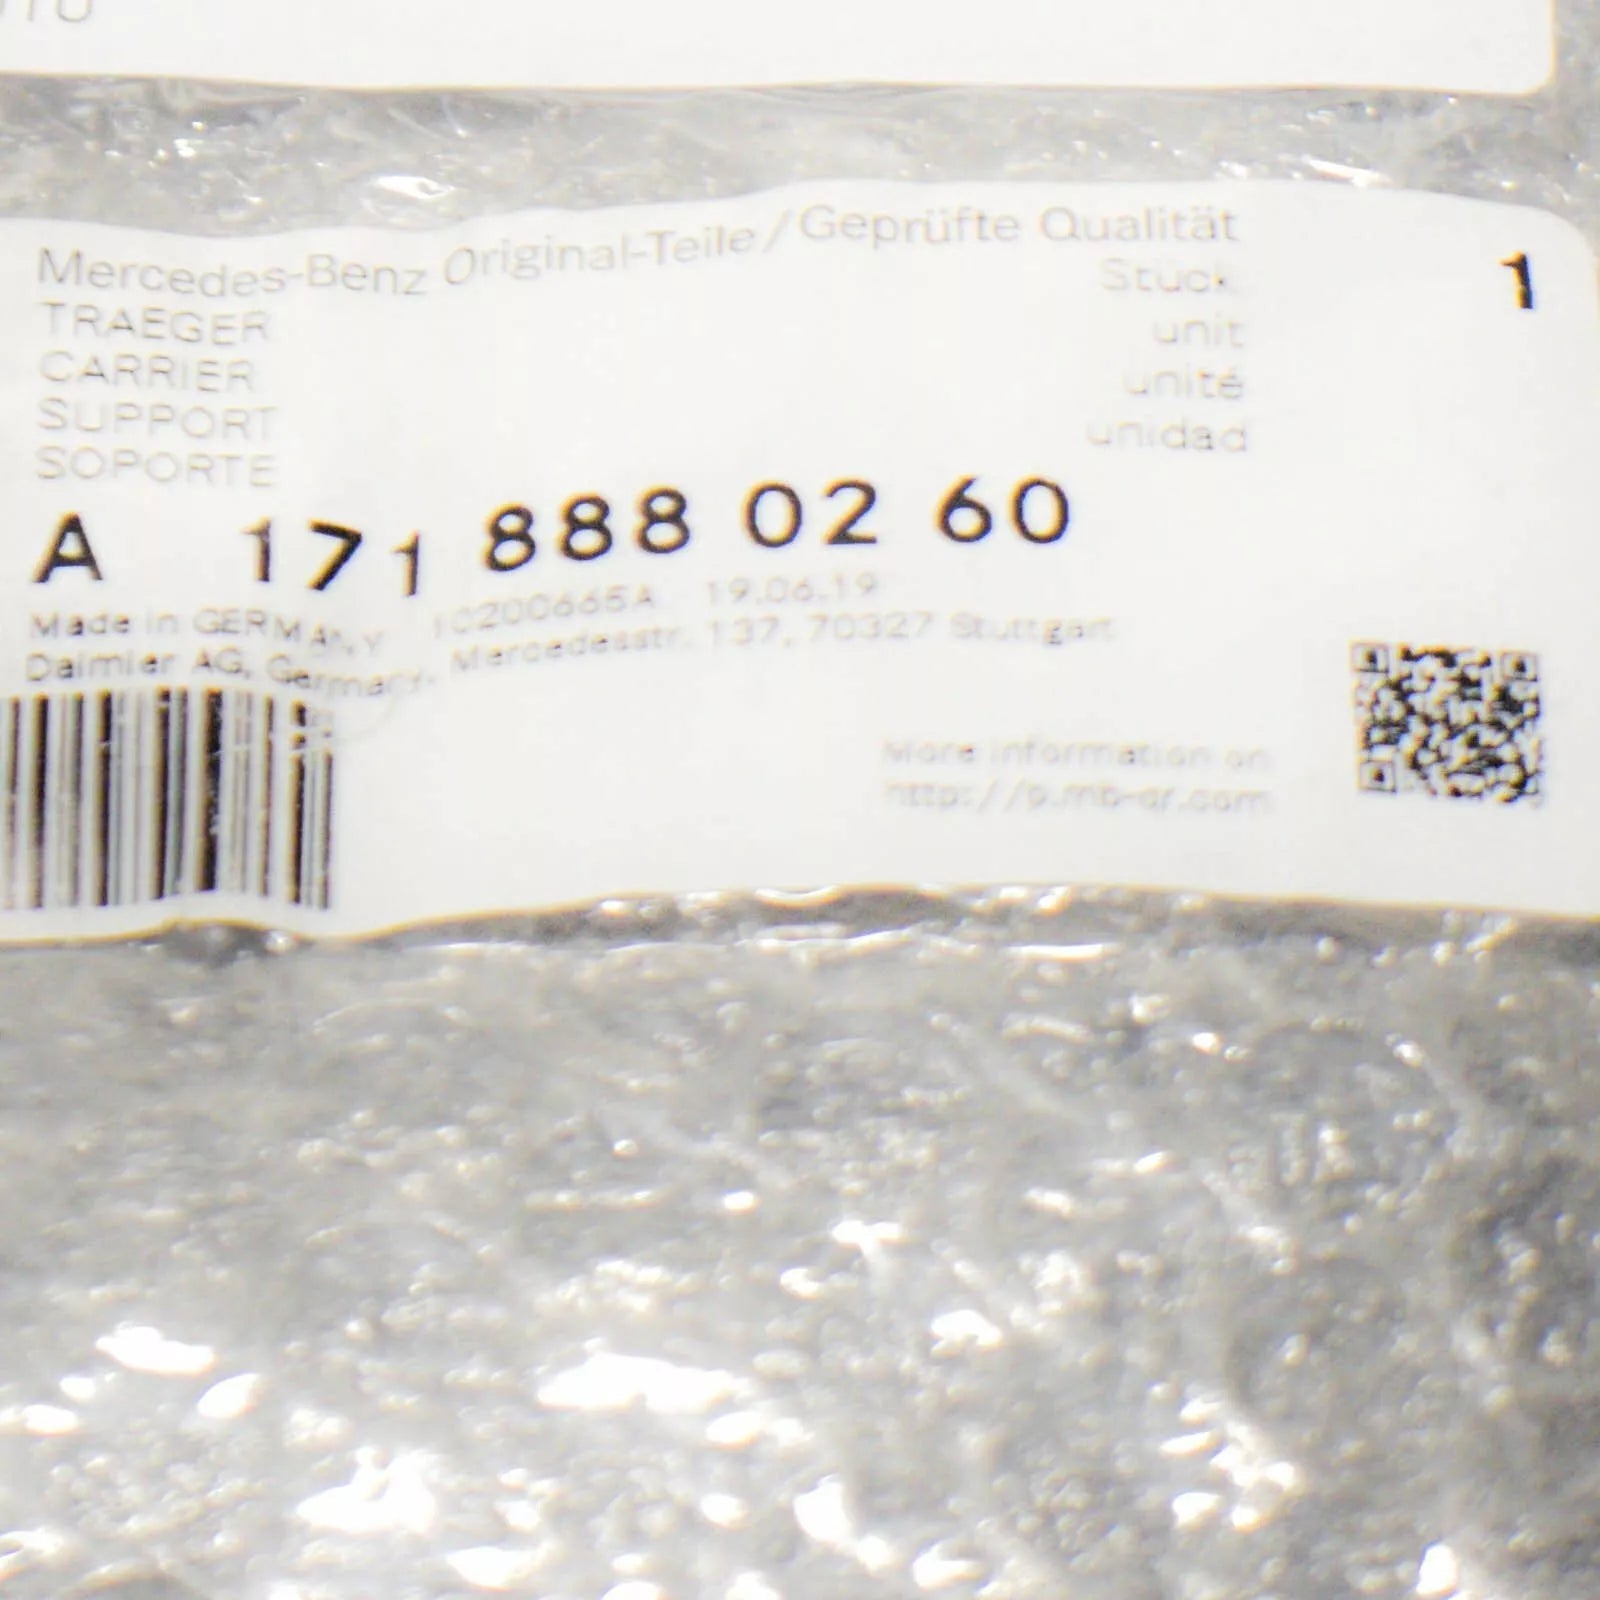 Mercedes-Benz Original-Teile/Geprüfte Qualität
TRAEGER
CARRIER
SUPPORT
SOPORTE
Stück
unit
unité
unidad
1
A 171 888 02 60
Made in GERMANY 10200665A 19.06.19
Daimler AG, Germany, Mercedesstr. 137, 70327 Stuttgart
More information on
http://p.mb-qr.com